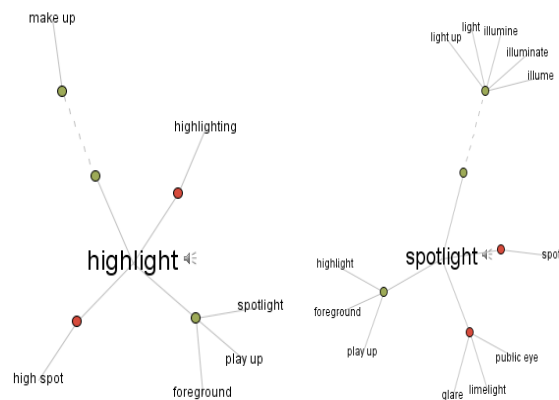 make up
highlighting
highlight
spotlight
play up
foreground
high spot
light
illumine
light up
illuminate
illume
spotlight
spot
highlight
foreground
play up
public eye
limelight
glare